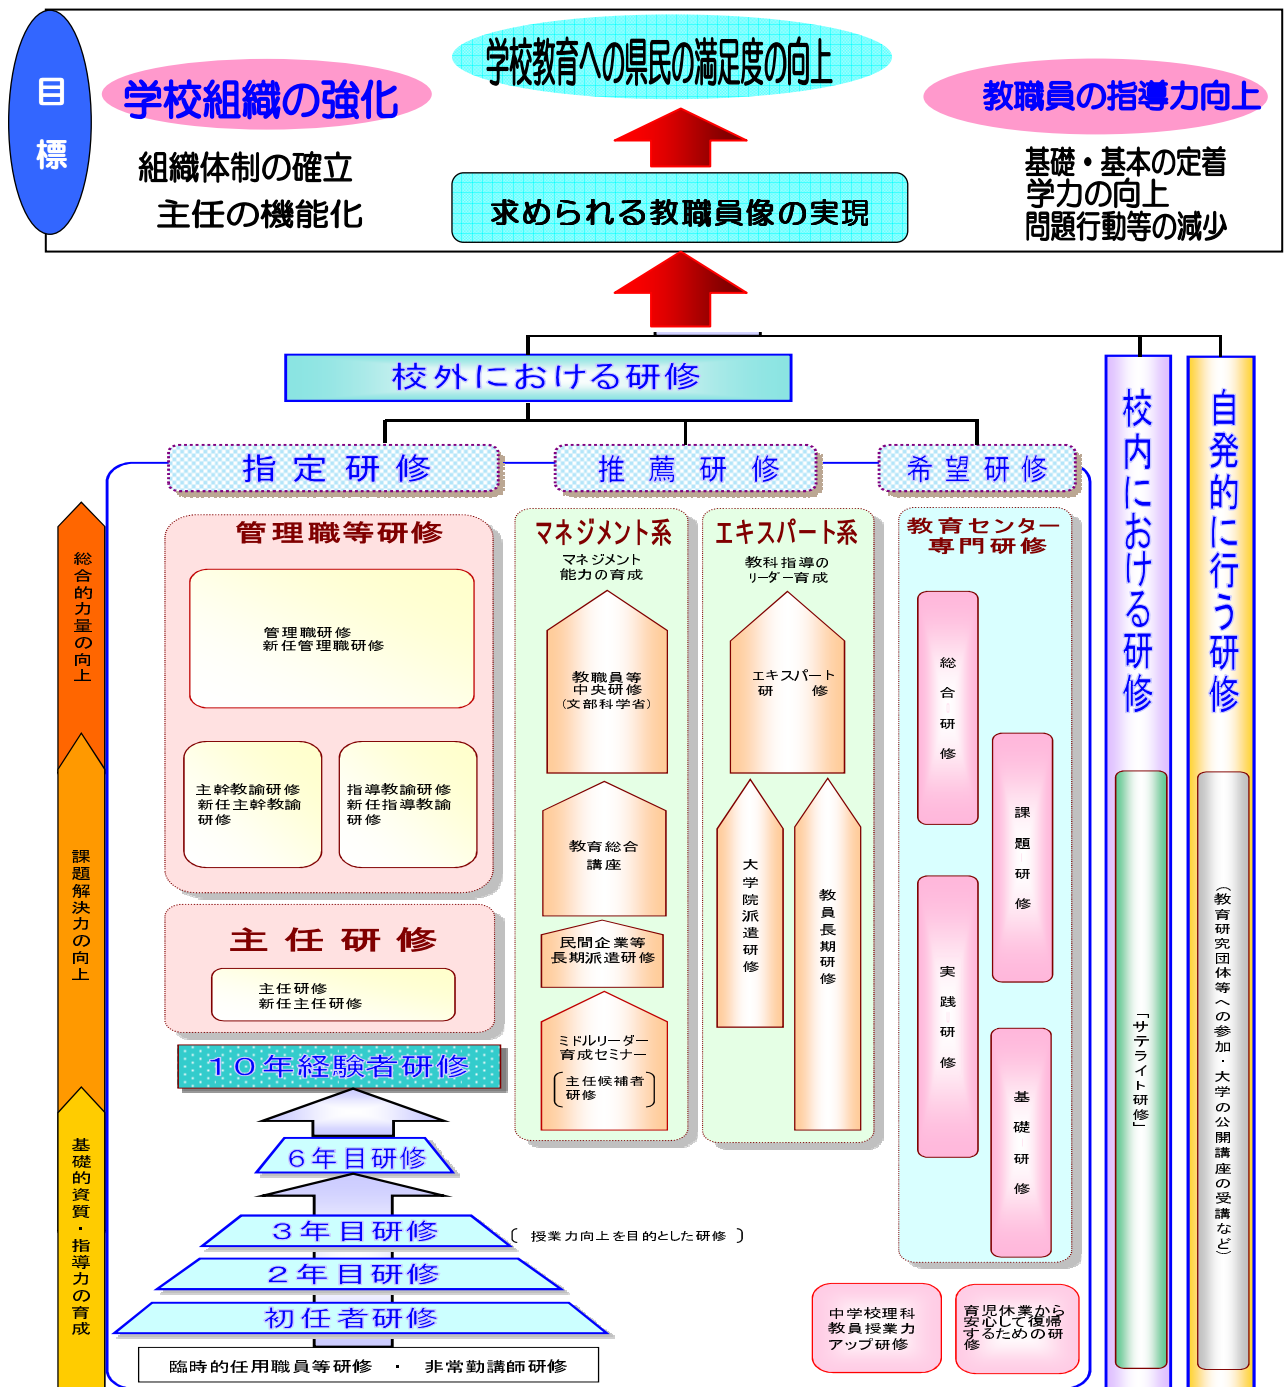 目標
学校教育への県民の満足度の向上
学校組織の強化
組織体制の確立
主任の機能化
教職員の指導力向上
基礎・基本の定着
学力の向上
問題行動等の減少
求められる教職員像の実現
校外における研修
校内における研修
自発的に行う研修
指定研修
推薦研修
希望研修
総合的力量の向上
課題解決力の向上
基礎的資質・指導力の育成
管理職等研修
管理職研修
新任管理職研修
主幹教諭研修
新任主幹教諭
研修
指導教諭研修
新任指導教諭
研修
主任研修
主任研修
新任主任研修
10年経験者研修
6年目研修
3年目研修
〔 授業力向上を目的とした研修 〕
2年目研修
初任者研修
臨時的任用職員等研修 ・ 非常勤講師研修
マネジメント系
マネジメント
能力の育成
教職員等
中央研修
(文部科学省)
教育総合
講座
民間企業等
長期派遣研修
ミドルリーダー
育成セミナー
〔主任候補者
研修〕
エキスパート系
教科指導の
リーダー育成
エキスパート
研 修
大学院派遣研修
教員長期研修
教育センター
専門研修
総合研修
課題研修
実践研修
基礎研修
中学校理科
教員授業力
アップ研修
育児休業から
安心して復帰
するための研
修
「サテライト研修」
(教育研究団体等への参加・大学の公開講座の受講など)